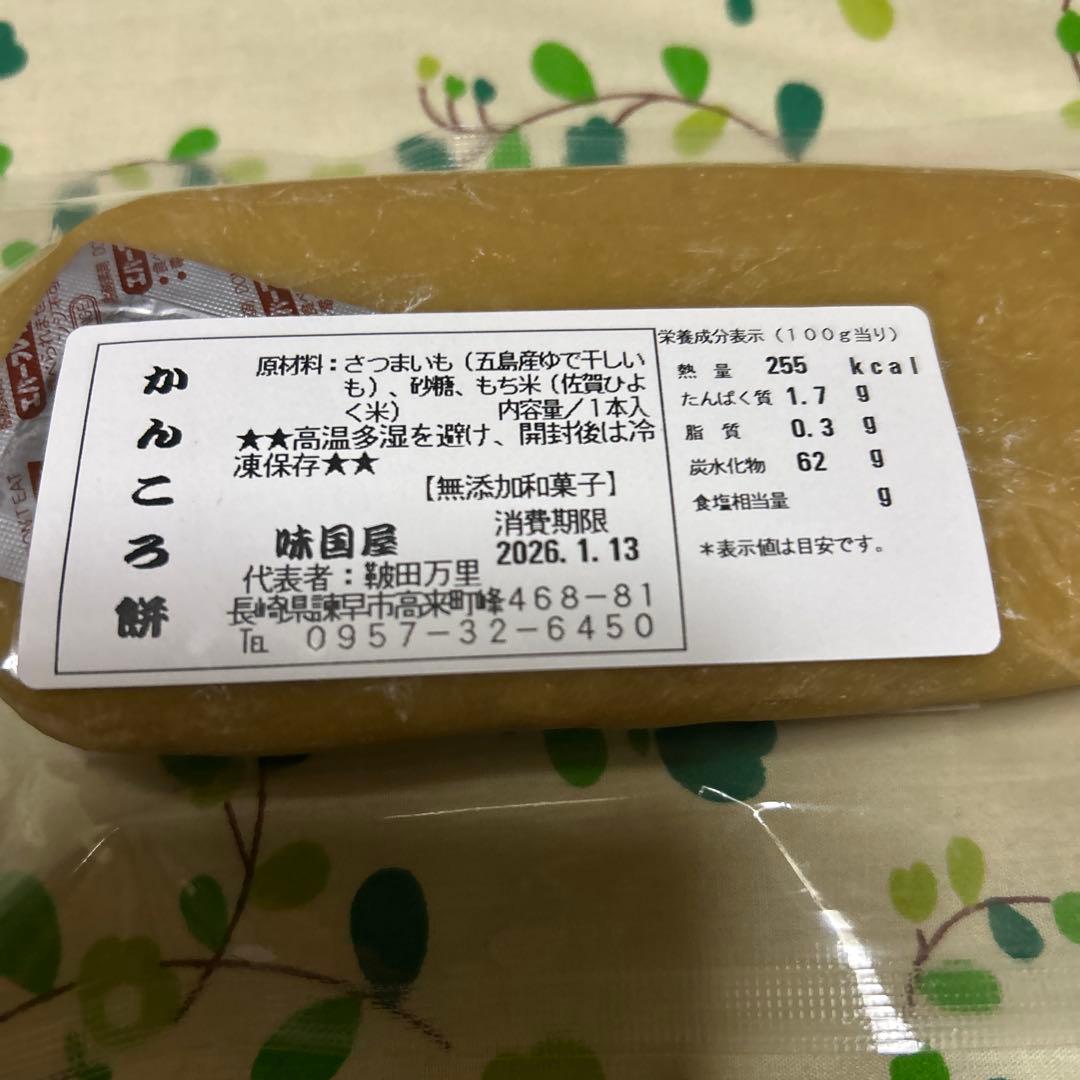 かんころ餅
原材料:さつまいも(五島産ゆで干しい
も)、砂糖、もち米(佐賀ひよ
く米)　内容量/1本入
★★高温多湿を避け、開封後は冷
凍保存★★
【無添加和菓子】
味国屋
消費期限
2026.1.13
代表者:鞁田万里
長崎県諫早市高来町峰468-81
℡ 0957-32-6450
栄養成分表示(100g当り)
熱量 255 kcal
たんぱく質 1.7 g
脂質 0.3 g
炭水化物 62 g
食塩相当量 g
*表示値は目安です。